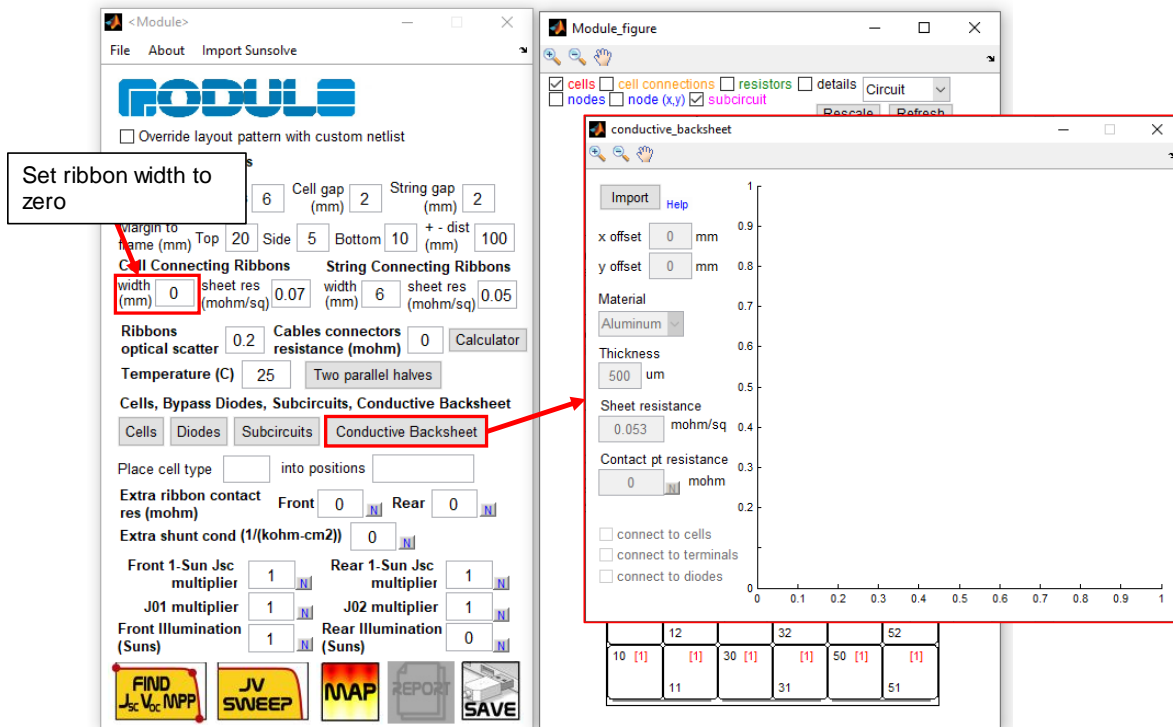 <Module>
File About Import Sunsolve
MODULE
Override layout pattern with custom netlist
Set ribbon width to
zero
s
s 6 Cell gap (mm) 2 String gap (mm) 2
Margin to frame (mm) Top 20 Side 5 Bottom 10 + - dist (mm) 100
Cell Connecting Ribbons String Connecting Ribbons
width (mm) 0 sheet res (mohm/sq) 0.07 width (mm) 6 sheet res (mohm/sq) 0.05
Ribbons optical scatter 0.2 Cables connectors resistance (mohm) 0 Calculator
Temperature (C) 25 Two parallel halves
Cells, Bypass Diodes, Subcircuits, Conductive Backsheet
Cells Diodes Subcircuits Conductive Backsheet
Place cell type into positions
Extra ribbon contact res (mohm) Front 0 N Rear 0 N
Extra shunt cond (1/(kohm-cm2)) 0 N
Front 1-Sun Jsc multiplier 1 N Rear 1-Sun Jsc multiplier 1 N
J01 multiplier 1 N J02 multiplier 1 N
Front Illumination (Suns) 1 N Rear Illumination (Suns) 0 N
FIND Jsc Voc MPP
JV SWEEP
MAP
REPORT
SAVE
Module_figure
cells cell connections resistors details Circuit
nodes node (x,y) subcircuit
Rescale Refresh
conductive_backsheet
Import Help
x offset 0 mm
y offset 0 mm
Material
Aluminum
Thickness
500 um
Sheet resistance
0.053 mohm/sq
Contact pt resistance
0 N mohm
connect to cells
connect to terminals
connect to diodes
1
0.9
0.8
0.7
0.6
0.5
0.4
0.3
0.2
0
0 0.1 0.2 0.3 0.4 0.5 0.6 0.7 0.8 0.9 1
12 32 52
10 [1] [1] 30 [1] [1] 50 [1] [1]
11 31 51